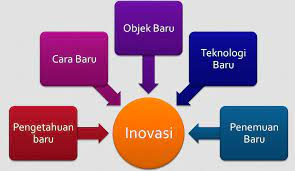 Objek Baru
Cara Baru
Teknologi
Baru
Pengetahuan
baru
Inovasi
Penemuan
Baru